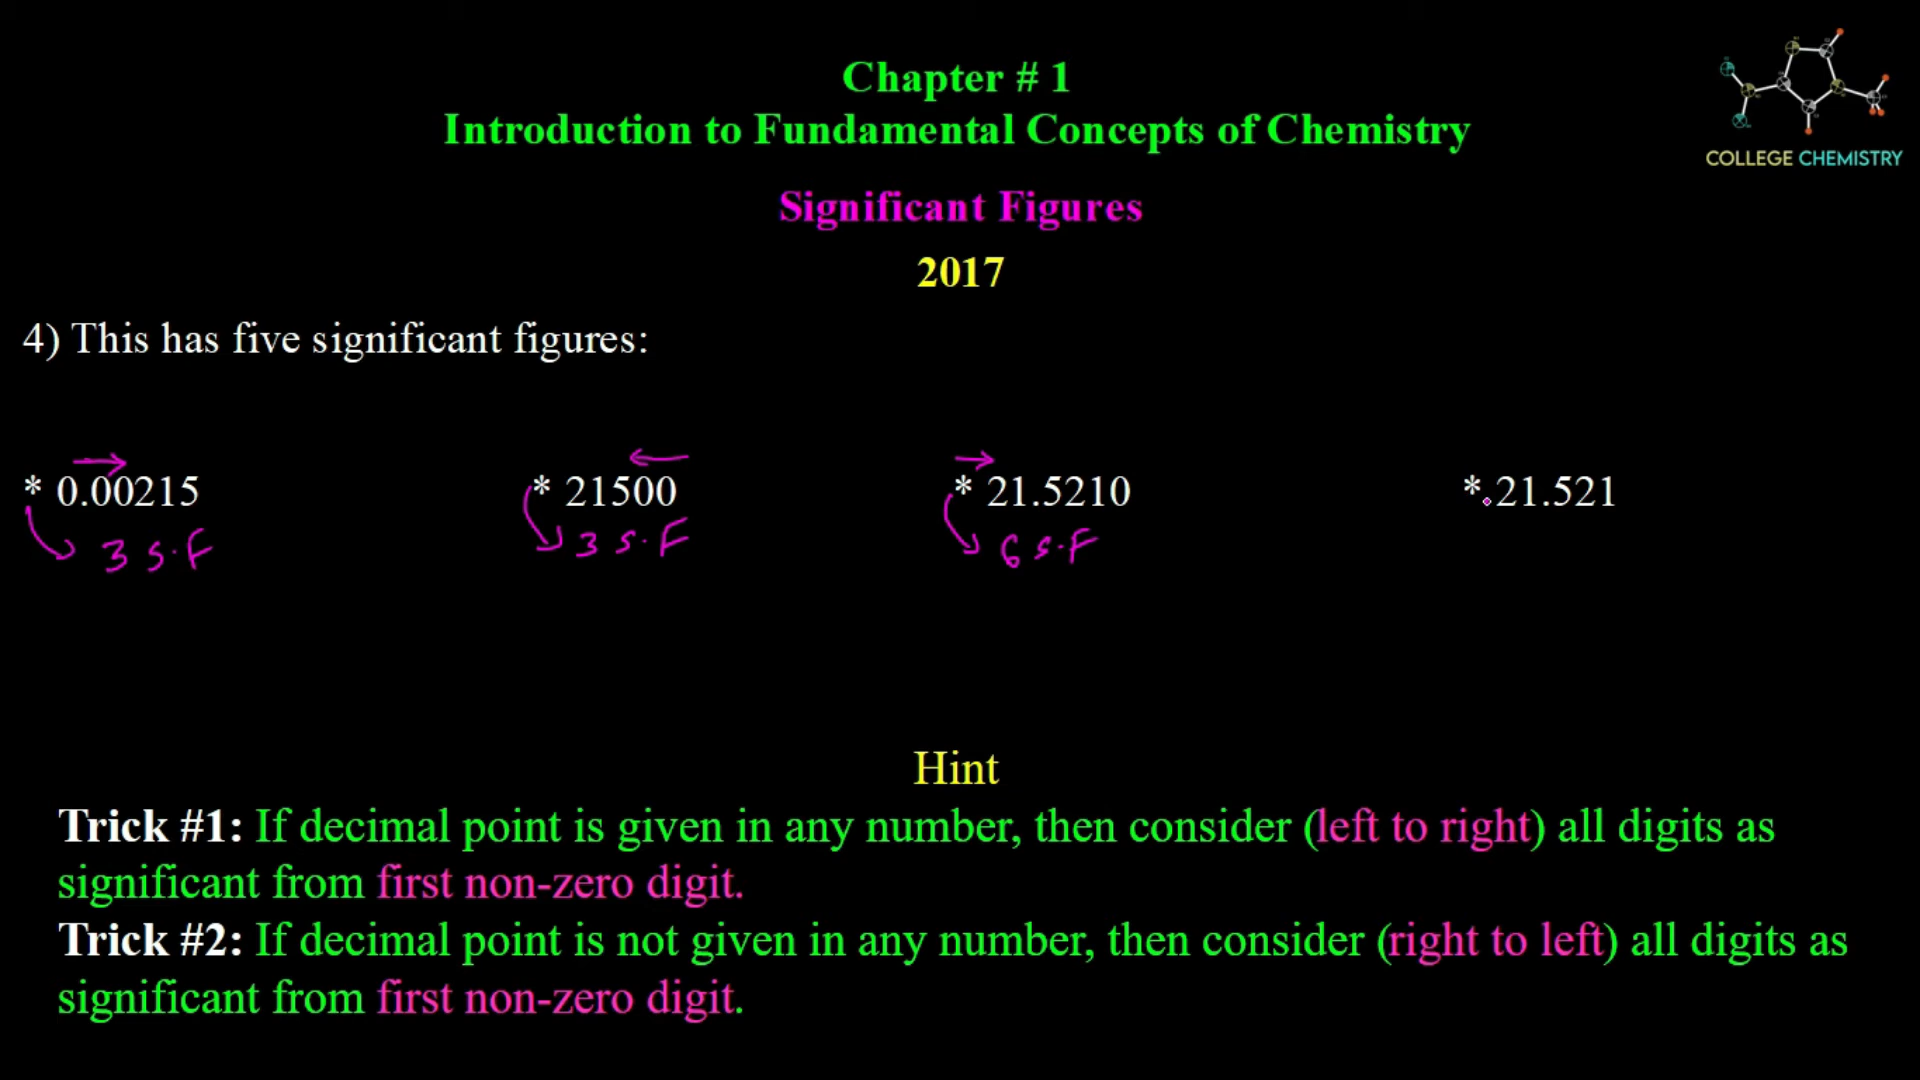 Chapter # 1
Introduction to Fundamental Concepts of Chemistry
COLLEGE CHEMISTRY
Significant Figures
2017
4) This has five significant figures:
* 0.00215 * 21500 * 21.5210 * 21.521
3 S.F 3 S.F 6 S.F
Hint
Trick #1: If decimal point is given in any number, then consider (left to right) all digits as
significant from first non-zero digit.
Trick #2: If decimal point is not given in any number, then consider (right to left) all digits as
significant from first non-zero digit.